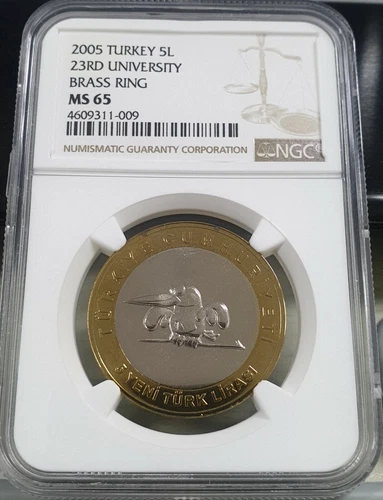 2005 TURKEY 5L
23RD UNIVERSITY
BRASS RING
MS 65
4609311-009
NUMISMATIC GUARANTY CORPORATION
NGC
TÜRKİYE CUMHURİYETİ
5 YENİ TÜRK LİRASI